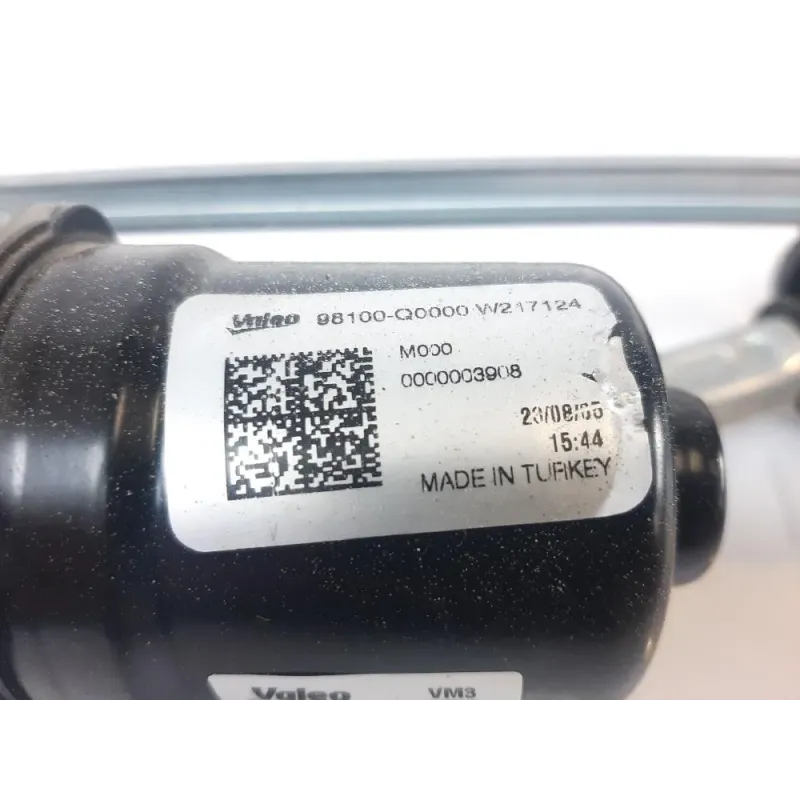 Valeo 98100-Q0000 W217124
M000
0000003908
23/08/05
15:44
MADE IN TURKEY
Valeo VM3